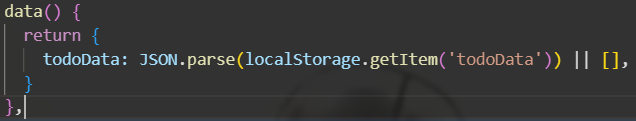 data() {
return {
todoData: JSON.parse(localStorage.getItem('todoData')) || [],
}
},